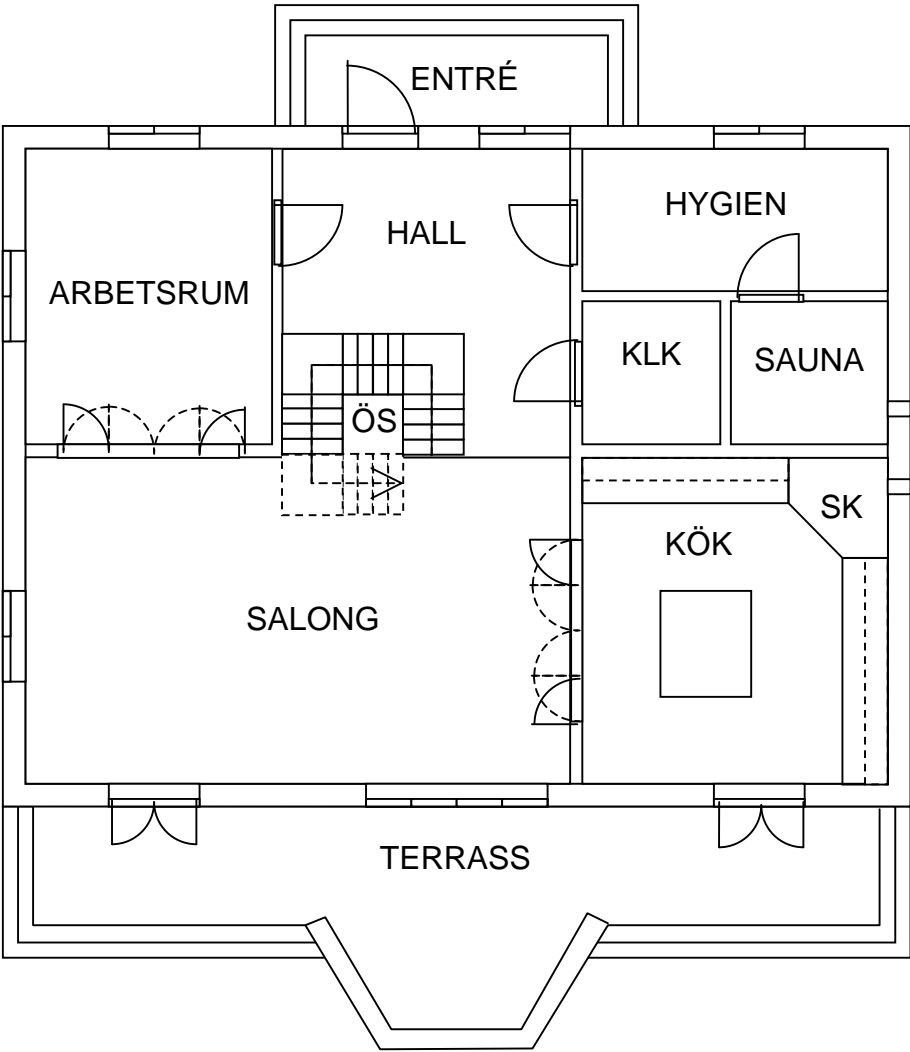 ENTRÉ
HYGIEN
HALL
ARBETSRUM
KLK
SAUNA
ÖS
SK
KÖK
SALONG
TERRASS